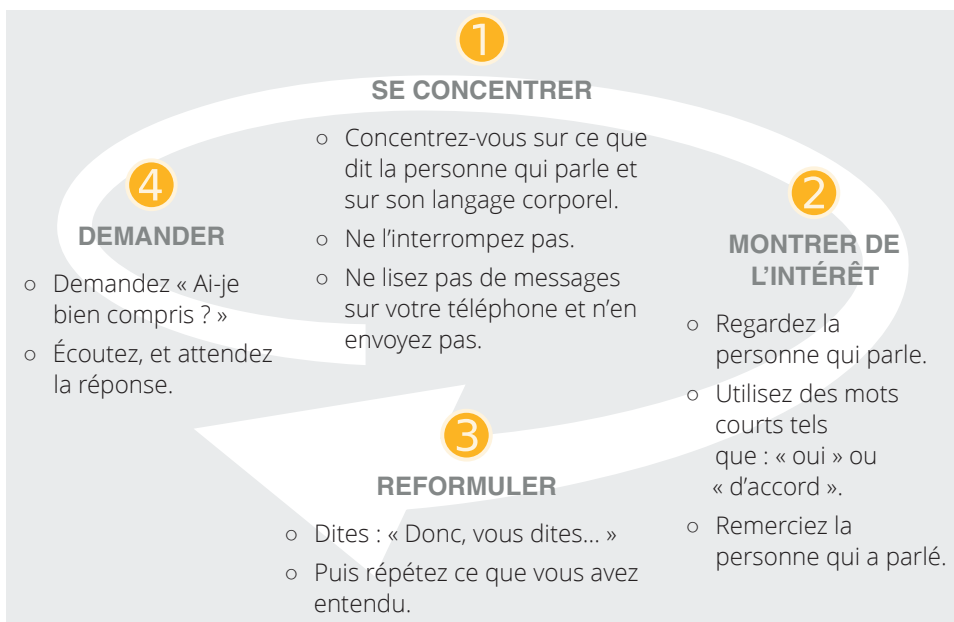 1
SE CONCENTRER
○ Concentrez-vous sur ce que
dit la personne qui parle et
sur son langage corporel.
○ Ne l’interrompez pas.
○ Ne lisez pas de messages
sur votre téléphone et n’en
envoyez pas.
2
MONTRER DE
L’INTÉRÊT
○ Regardez la
personne qui parle.
○ Utilisez des mots
courts tels
que : « oui » ou
« d’accord ».
○ Remerciez la
personne qui a parlé.
3
REFORMULER
○ Dites : « Donc, vous dites... »
○ Puis répétez ce que vous avez
entendu.
4
DEMANDER
○ Demandez « Ai-je
bien compris ? »
○ Écoutez, et attendez
la réponse.